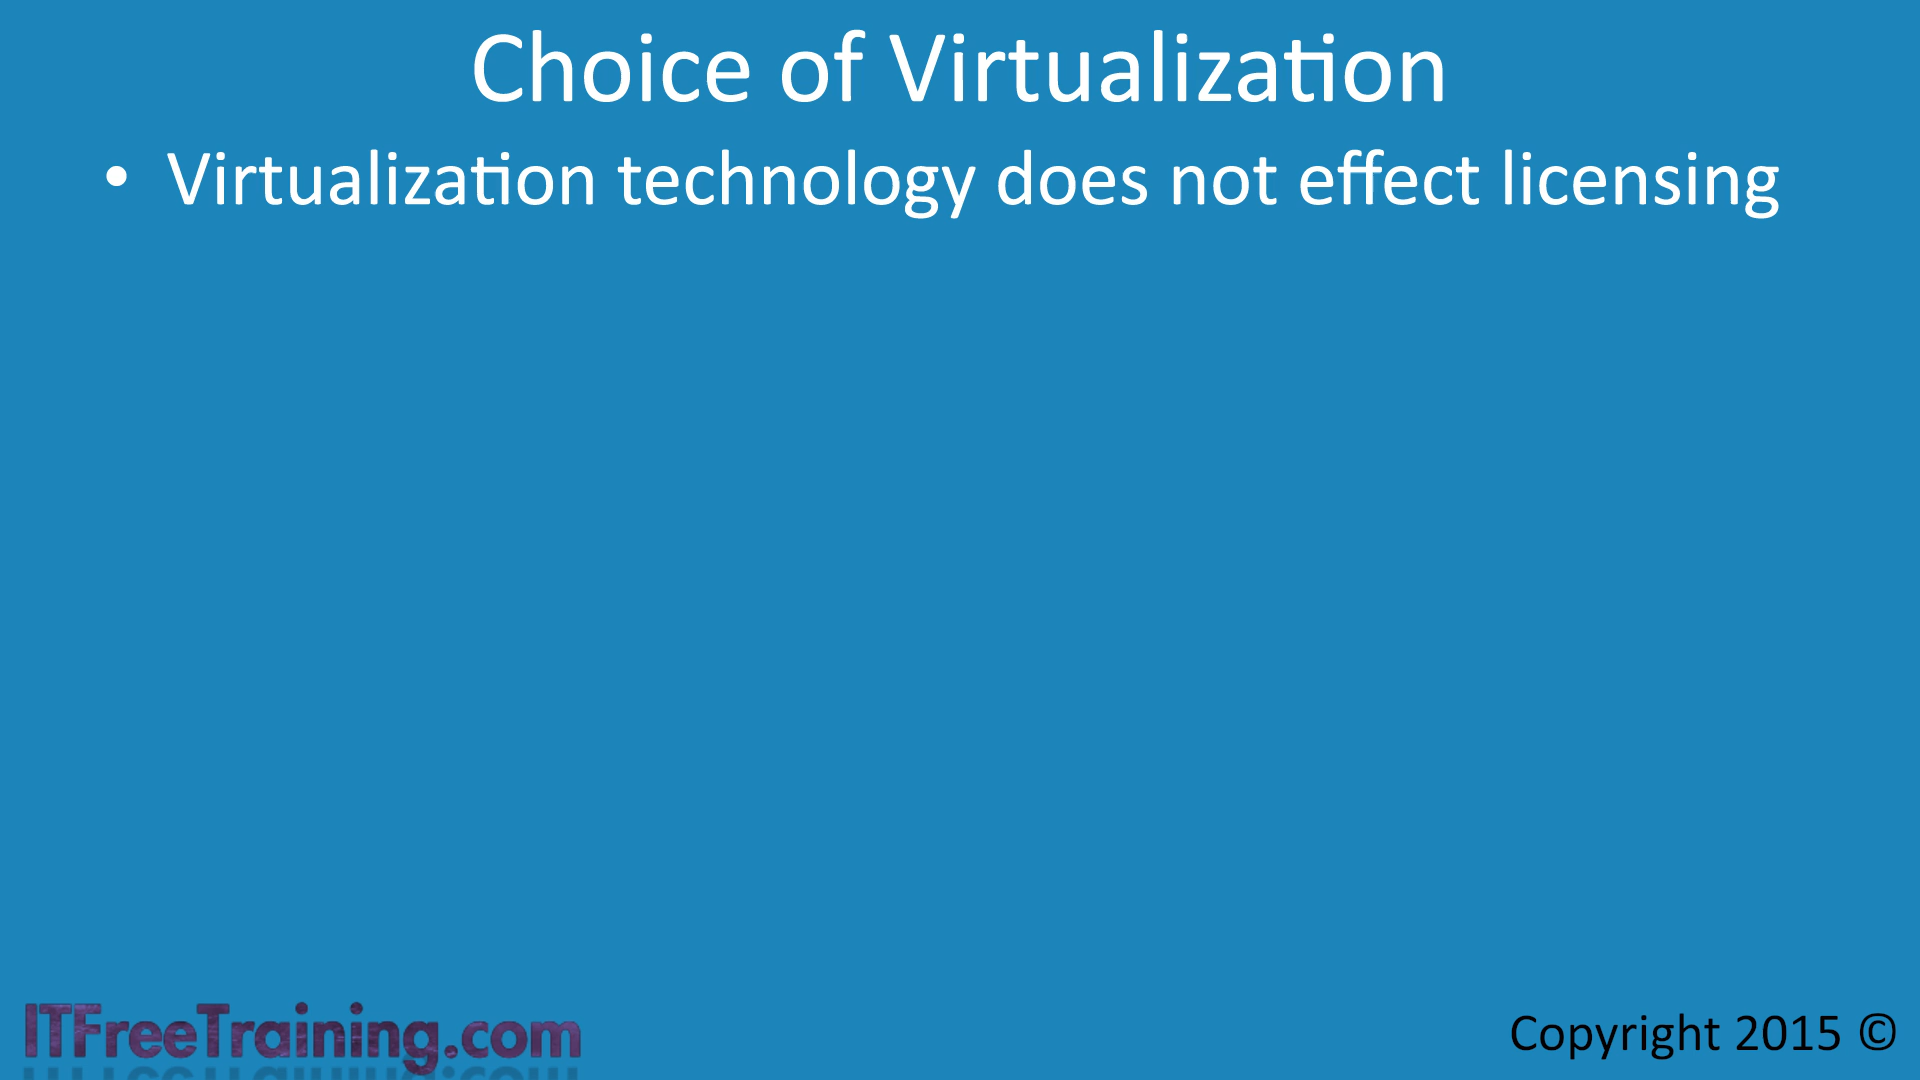 Choice of Virtualization
• Virtualization technology does not effect licensing
ITFreeTraining.com
Copyright 2015 ©